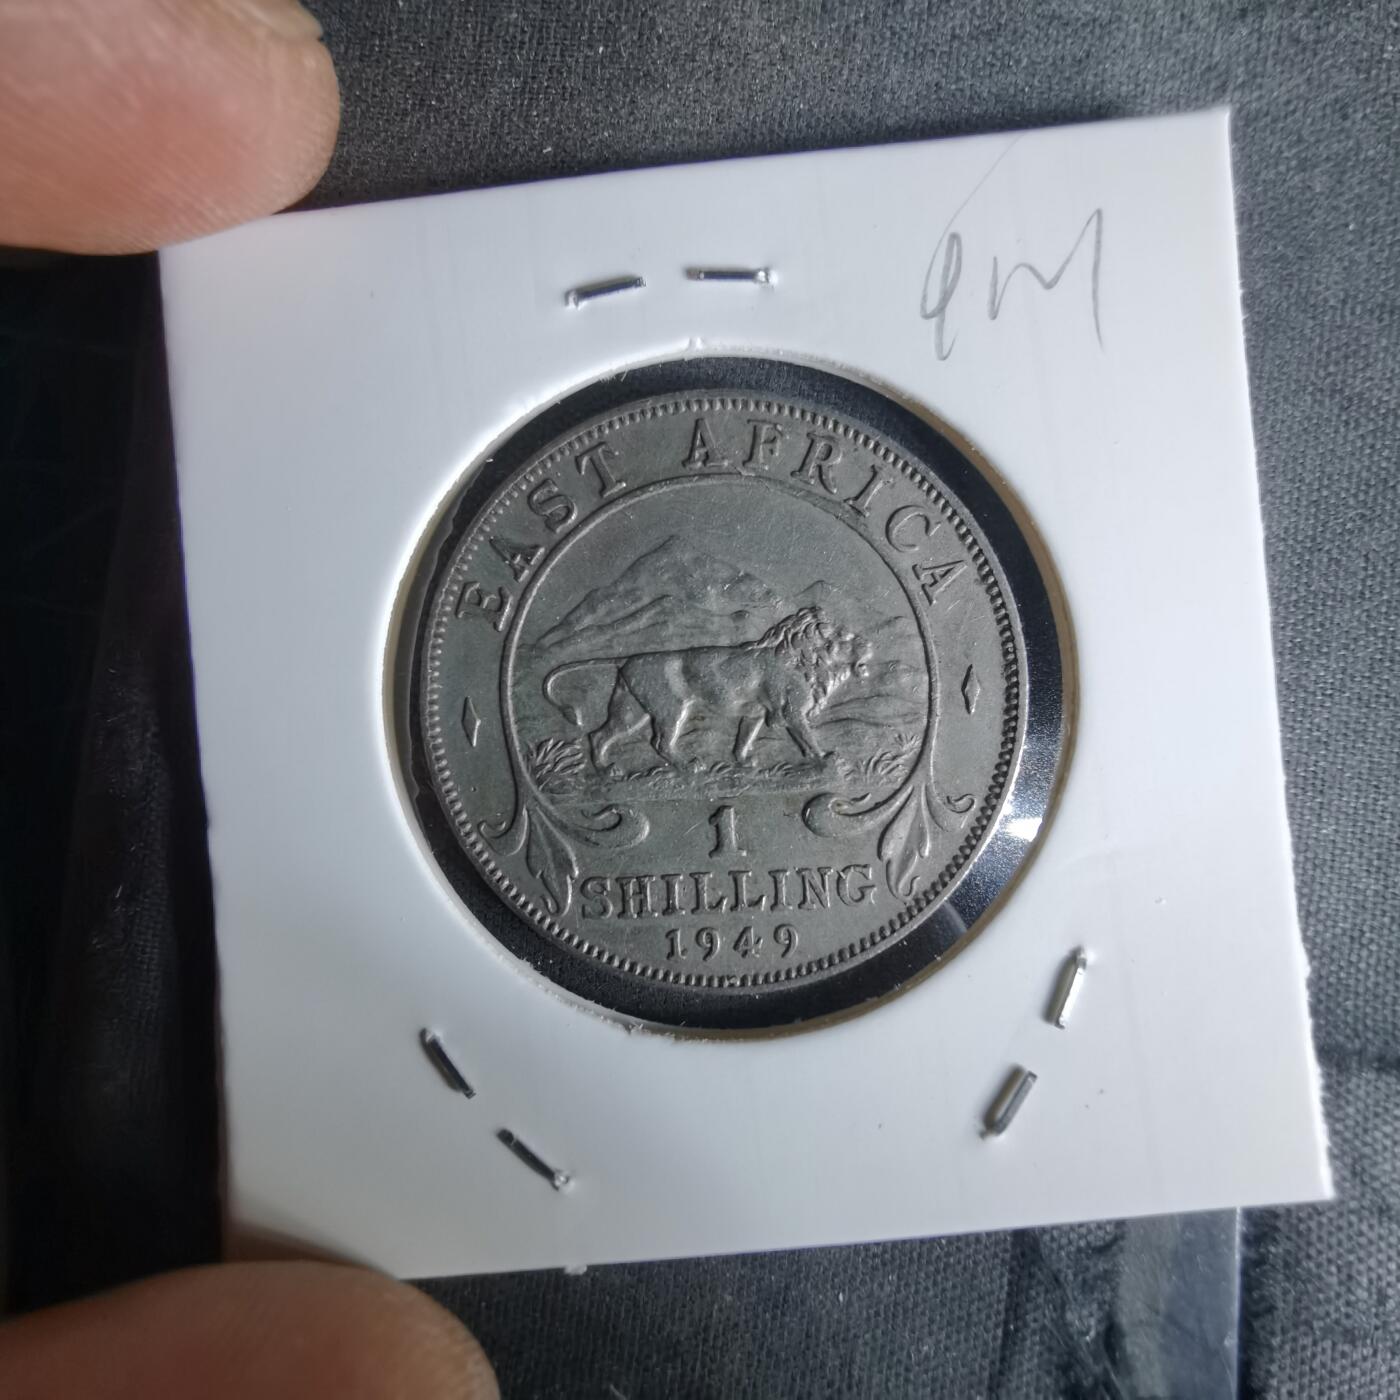 EAST AFRICA
1
SHILLING
1949